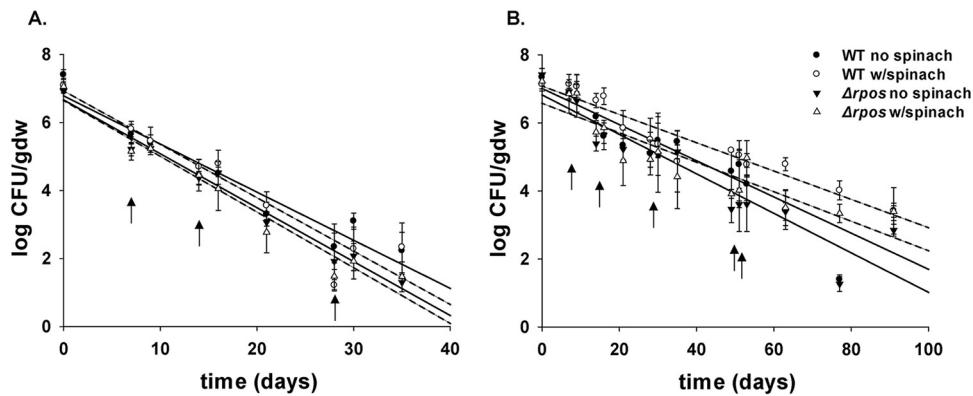 A.
8
6
4
2
0
log CFU/gdw
0 10 20 30 40
time (days)
B.
8
6
4
2
0
log CFU/gdw
0 20 40 60 80 100
time (days)
WT no spinach
WT w/spinach
Δrpos no spinach
Δrpos w/spinach